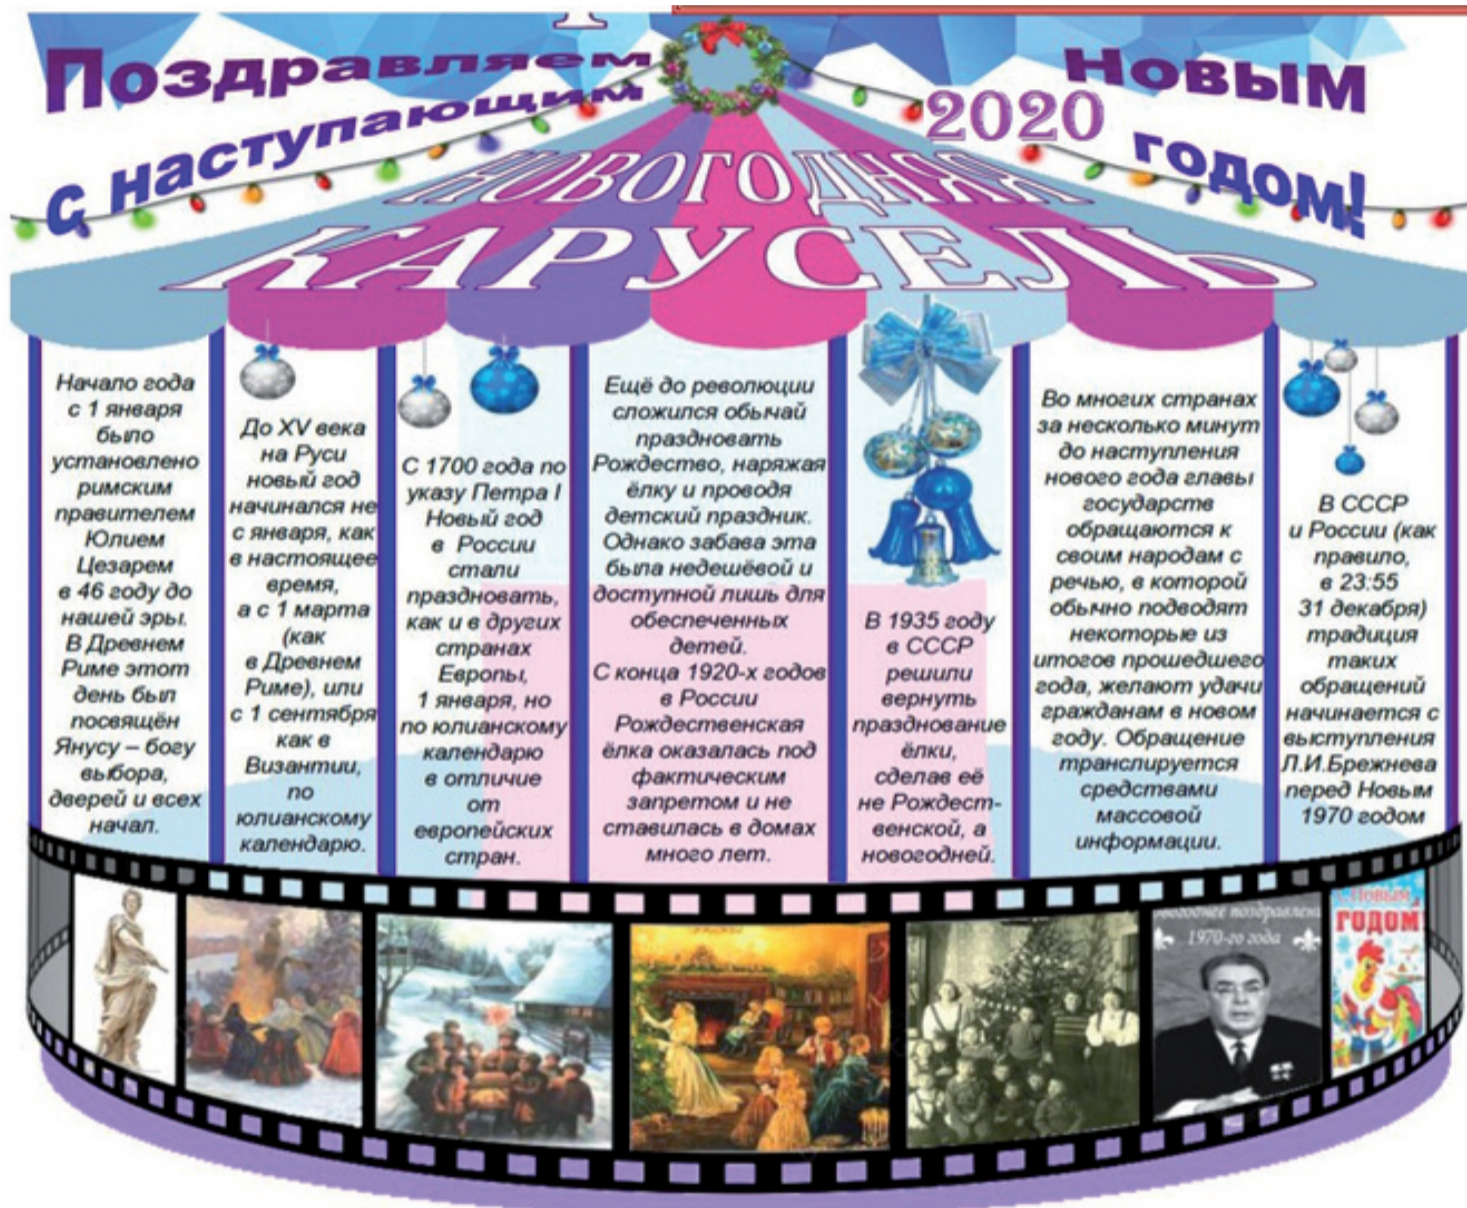 Поздравляем
с наступающим
Новым
2020
годом!
НОВОГОДНЯЯ
КАРУСЕЛЬ
Начало года
с 1 января
было
установлено
римским
правителем
Юлием
Цезарем
в 46 году до
нашей эры.
В Древнем
Риме этот
день был
посвящён
Янусу – богу
выбора,
дверей и всех
начал.
До XV века
на Руси
новый год
начинался не
с января, как
в настоящее
время,
а с 1 марта
(как
в Древнем
Риме), или
с 1 сентября
как в
Византии,
по
юлианскому
календарю.
С 1700 года по
указу Петра I
Новый год
в России
стали
праздновать,
как и в других
странах
Европы,
1 января, но
по юлианскому
календарю
в отличие
от
европейских
стран.
Ещё до революции
сложился обычай
праздновать
Рождество, наряжая
ёлку и проводя
детский праздник.
Однако забава эта
была недешёвой и
доступной лишь для
обеспеченных
детей.
С конца 1920-х годов
в России
Рождественская
ёлка оказалась под
фактическим
запретом и не
ставилась в домах
много лет.
В 1935 году
в СССР
решили
вернуть
празднование
ёлки,
сделав её
не Рождест-
венской, а
новогодней.
Во многих странах
за несколько минут
до наступления
нового года главы
государств
обращаются к
своим народам с
речью, в которой
обычно подводят
некоторые из
итогов прошедшего
года, желают удачи
гражданам в новом
году. Обращение
транслируется
средствами
массовой
информации.
В СССР
и России (как
правило,
в 23:55
31 декабря)
традиция
таких
обращений
начинается с
выступления
Л.И.Брежнева
перед Новым
1970 годом
1970-го года
с Новым
ГОДОМ